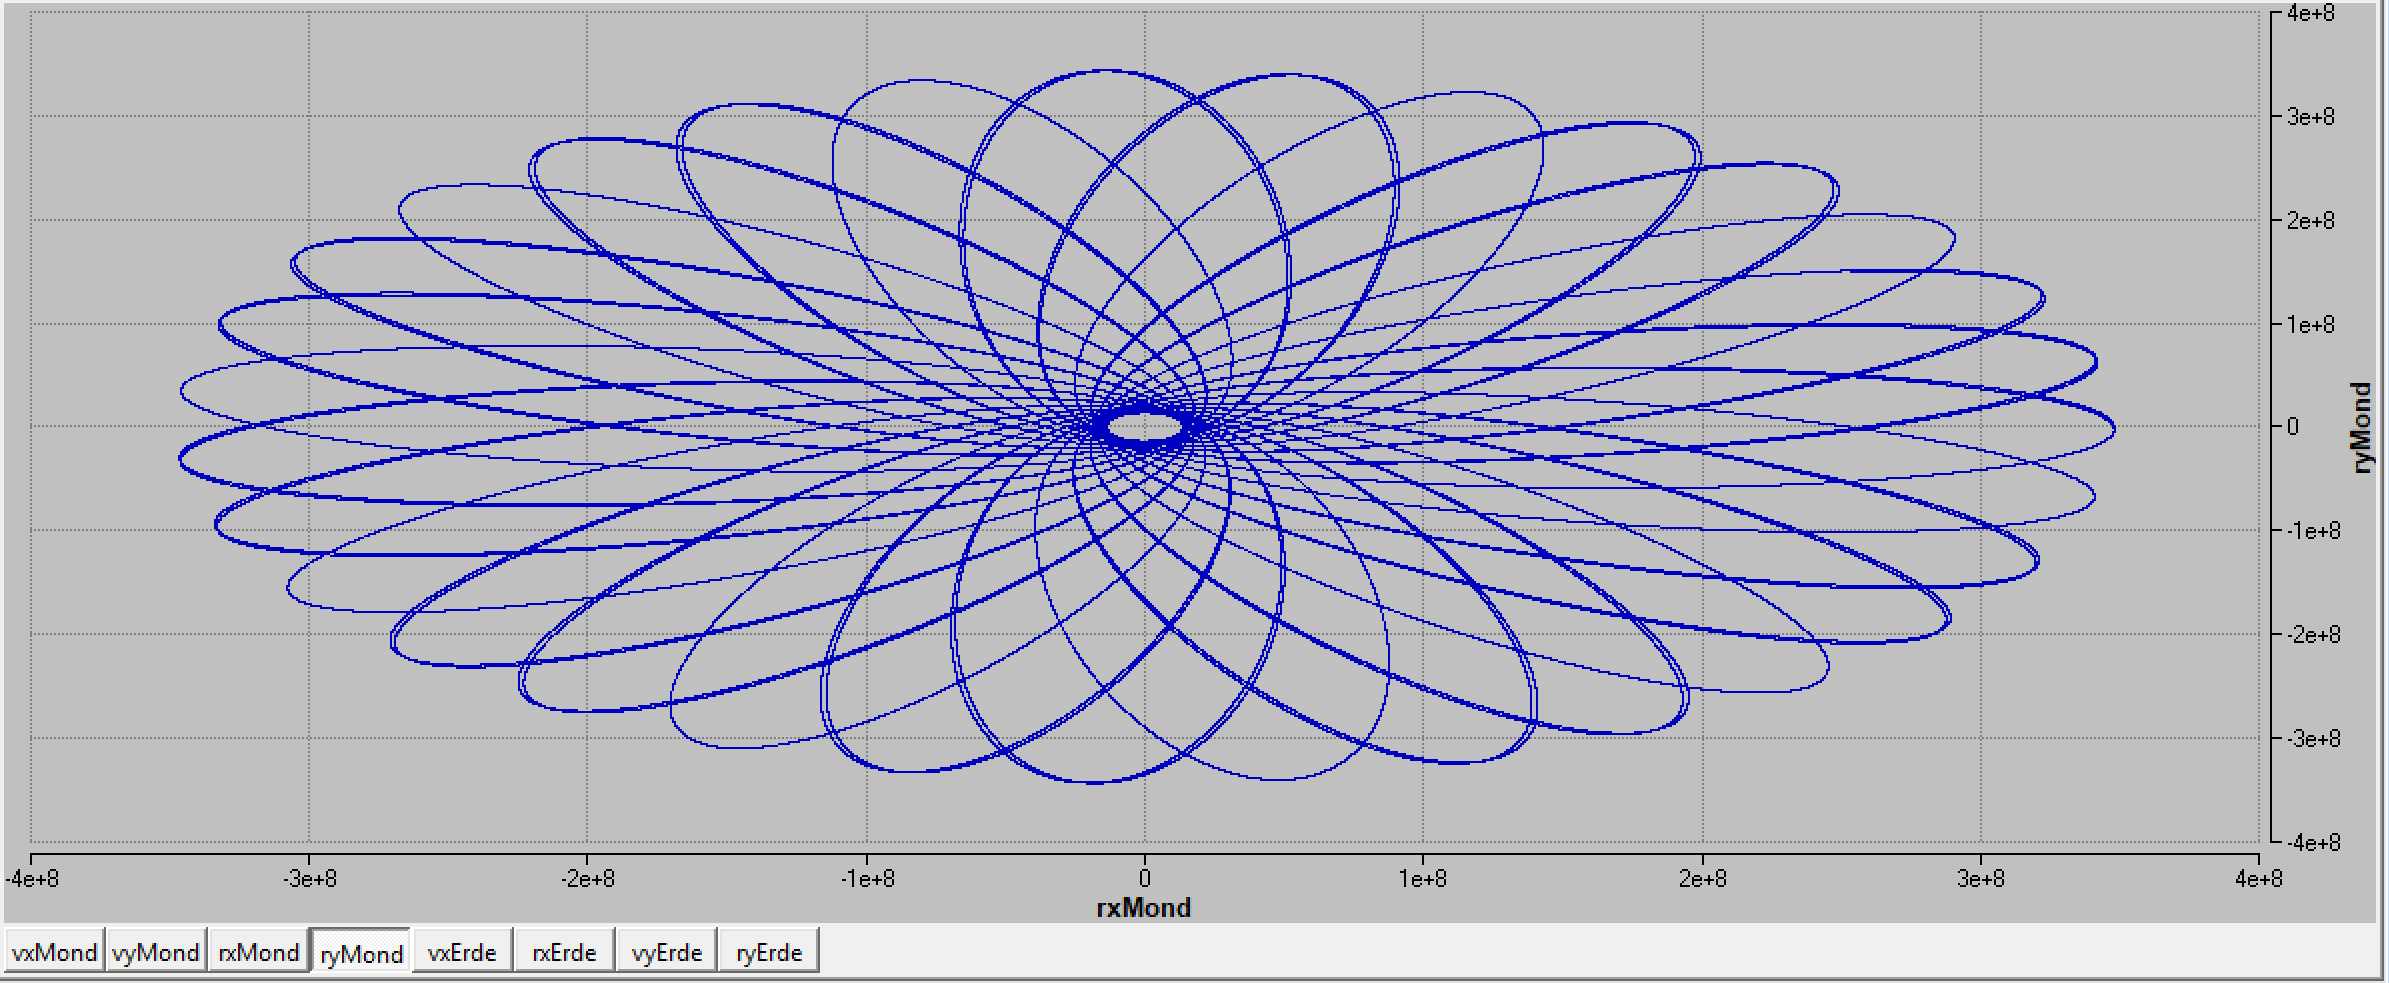 4e+8
3e+8
2e+8
1e+8
0
-1e+8
-2e+8
-3e+8
-4e+8
ryMond
-4e+8 -3e+8 -2e+8 -1e+8 0 1e+8 2e+8 3e+8 4e+8
rxMond
vxMond vyMond rxMond ryMond vxErde rxErde vyErde ryErde